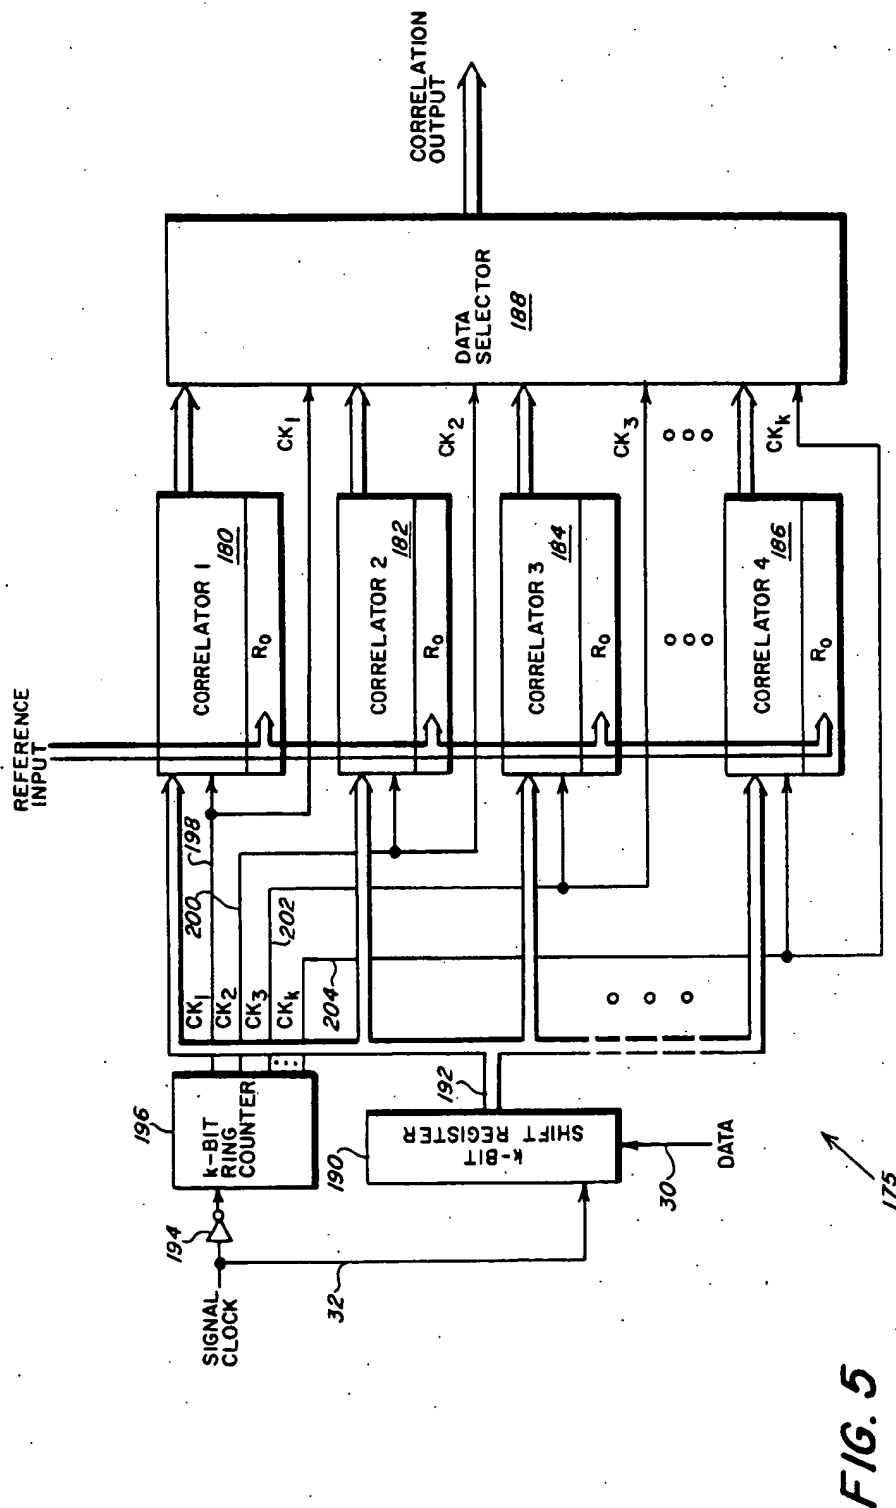 REFERENCE
INPUT
CORRELATION
OUTPUT
SIGNAL
CLOCK
194
196
k-BIT
RING
COUNTER
CK1
CK2
CK3
CKk
198
200
202
204
CORRELATOR 1
180
R0
CK1
CORRELATOR 2
182
R0
CK2
CORRELATOR 3
184
R0
CK3
CORRELATOR 4
186
R0
CKk
DATA
SELECTOR
188
32
190
k-BIT
SHIFT REGISTER
192
30
DATA
175
FIG. 5